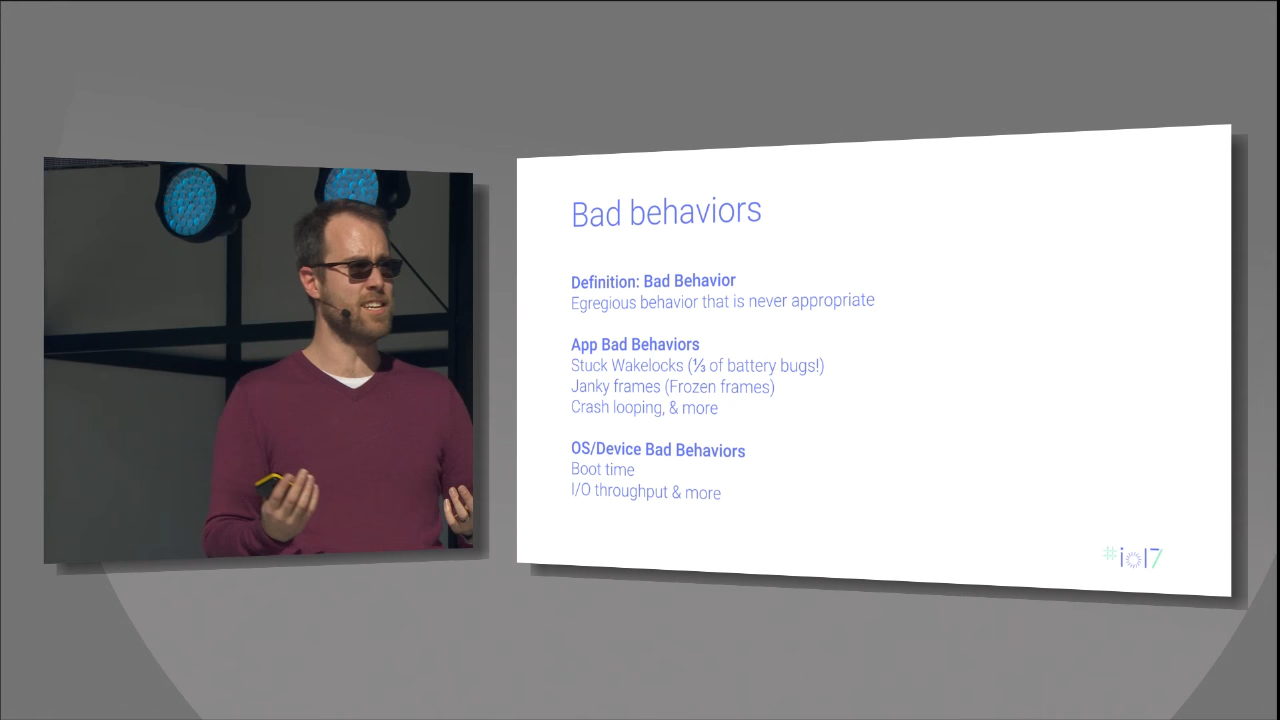 Bad behaviors
Definition: Bad Behavior
Egregious behavior that is never appropriate
App Bad Behaviors
Stuck Wakelocks (⅓ of battery bugs!)
Janky frames (Frozen frames)
Crash looping, & more
OS/Device Bad Behaviors
Boot time
I/O throughput & more
#io17